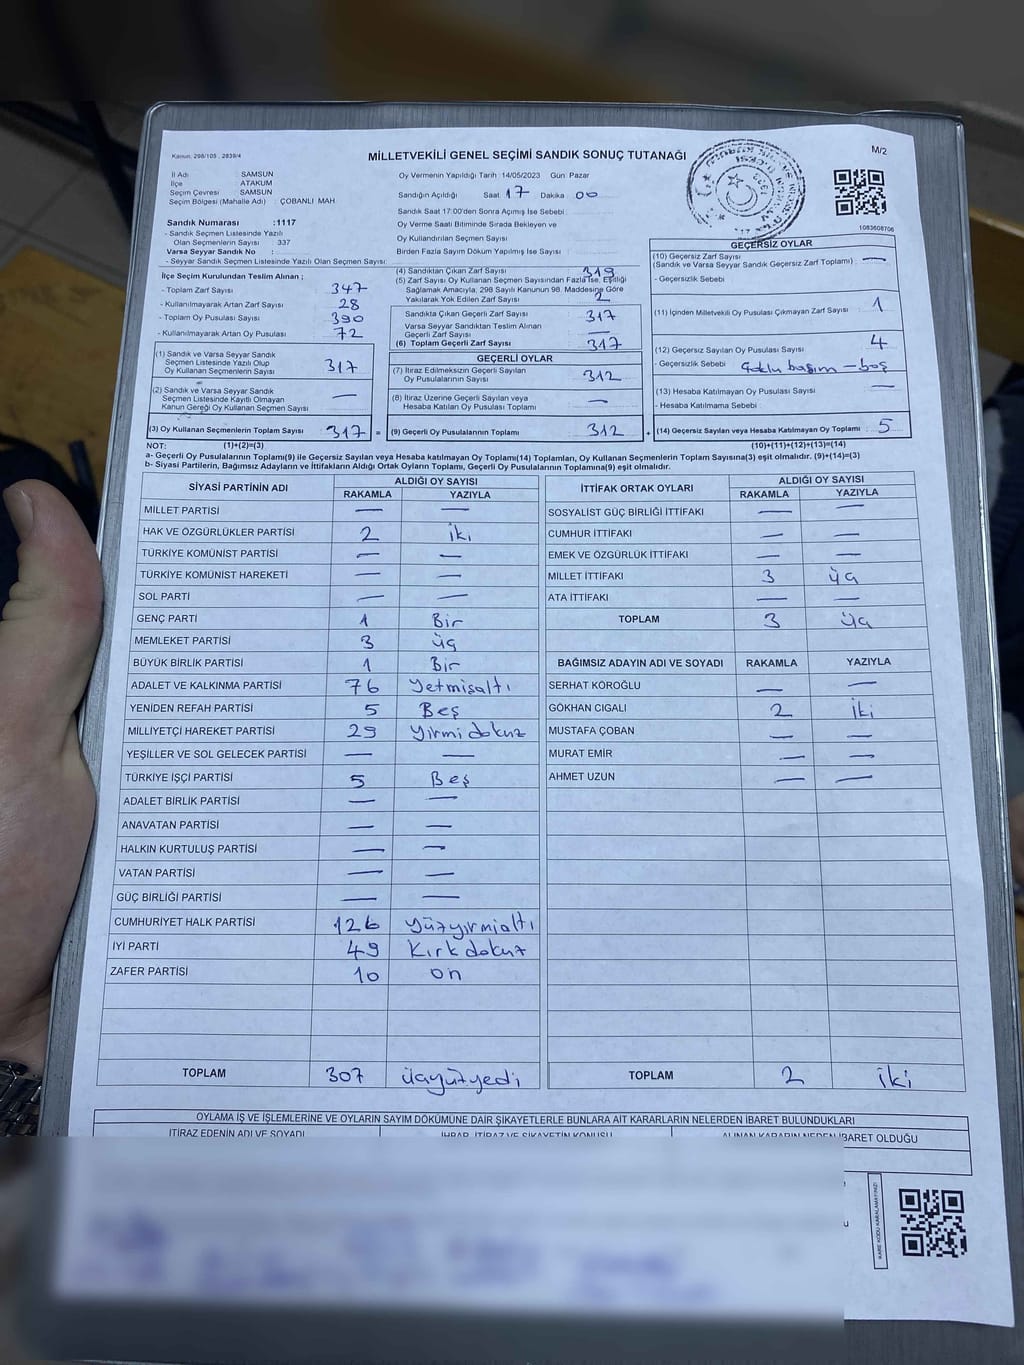 Kanun: 298/105 , 2839/4
MİLLETVEKİLİ GENEL SEÇİMİ SANDIK SONUÇ TUTANAĞI
M/2
İl Adı SAMSUN
İlçe ATAKUM
Seçim Çevresi SAMSUN
Seçim Bölgesi (Mahalle Adı) : ÇOBANLI MAH
Sandık Numarası :1117
- Sandık Seçmen Listesinde Yazılı
Olan Seçmenlerin Sayısı : 337
Varsa Seyyar Sandık No :
- Seyyar Sandık Seçmen Listesinde Yazılı Olan Seçmen Sayısı:
Oy Vermenin Yapıldığı Tarih 14/05/2023 Gün: Pazar
Sandığın Açıldığı Saat 17 Dakika 00
Sandık Saat 17:00'den Sonra Açımış İse Sebebi :
Oy Verme Saati Bitiminde Sırada Bekleyen ve
Oy Kullandırılan Seçmen Sayısı
Birden Fazla Sayım Döküm Yapılmış İse Sayısı :
1083608706
İlçe Seçim Kurulundan Teslim Alınan ;
- Toplam Zarf Sayısı 347
- Kullanılmayarak Artan Zarf Sayısı 28
- Toplam Oy Pusulası Sayısı 390
- Kullanılmayarak Artan Oy Pusulası 72
(4) Sandıktan Çıkan Zarf Sayısı 319
(5) Zarf Sayısı Oy Kullanan Seçmen Sayısından Fazla İse, Eşitliği
Sağlamak Amacıyla; 298 Sayılı Kanunun 98. Maddesine Göre
Yakılarak Yok Edilen Zarf Sayısı 2
Sandıkta Çıkan Geçerli Zarf Sayısı 317
Varsa Seyyar Sandıktan Teslim Alınan
Geçerli Zarf Sayısı —
(6) Toplam Geçerli Zarf Sayısı : 317
GEÇERSİZ OYLAR
(10) Geçersiz Zarf Sayısı
(Sandık ve Varsa Seyyar Sandık Geçersiz Zarf Toplamı) : —
- Geçersizlik Sebebi
(11) İçinden Milletvekili Oy Pusulası Çıkmayan Zarf Sayısı : 1
(12) Geçersiz Sayılan Oy Pusulası Sayısı 4
- Geçersizlik Sebebi : Çoklu basım – boş
(13) Hesaba Katılmayan Oy Pusulası Sayısı —
- Hesaba Katılmama Sebebi
(14) Geçersiz Sayılan veya Hesaba Katılmayan Oy Toplamı : 5
(1) Sandık ve Varsa Seyyar Sandık
Seçmen Listesinde Yazılı Olup
Oy Kullanan Seçmenlerin Sayısı 317
(2) Sandık ve Varsa Seyyar Sandık
Seçmen Listesinde Kayıtlı Olmayan
Kanun Gereği Oy Kullanan Seçmen Sayısı —
(3) Oy Kullanan Seçmenlerin Toplam Sayısı 317 =
GEÇERLİ OYLAR
(7) İtiraz Edilmeksizin Geçerli Sayılan
Oy Pusulalarının Sayısı : 312
(8) İtiraz Üzerine Geçerli Sayılan veya
Hesaba Katılan Oy Pusulası Toplamı : —
(9) Geçerli Oy Pusulalarının Toplamı : 312 +
NOT: (1)+(2)=(3) (10)+(11)+(12)+(13)=(14)
a- Geçerli Oy Pusulalarının Toplamı(9) ile Geçersiz Sayılan veya Hesaba katılmayan Oy Toplamı(14) Toplamları, Oy Kullanan Seçmenlerin Toplam Sayısına(3) eşit olmalıdır. (9)+(14)=(3)
b- Siyasi Partilerin, Bağımsız Adayların ve İttifakların Aldığı Ortak Oyların Toplamı, Geçerli Oy Pusulalarının Toplamına(9) eşit olmalıdır.
SİYASİ PARTİNİN ADI ALDIĞI OY SAYISI
RAKAMLA YAZIYLA
MİLLET PARTİSİ — —
HAK VE ÖZGÜRLÜKLER PARTİSİ 2 iki
TÜRKİYE KOMÜNİST PARTİSİ — —
TÜRKİYE KOMÜNİST HAREKETİ — —
SOL PARTİ — —
GENÇ PARTİ 1 Bir
MEMLEKET PARTİSİ 3 üç
BÜYÜK BİRLİK PARTİSİ 1 Bir
ADALET VE KALKINMA PARTİSİ 76 Yetmişaltı
YENİDEN REFAH PARTİSİ 5 Beş
MİLLİYETÇİ HAREKET PARTİSİ 29 Yirmi dokuz
YEŞİLLER VE SOL GELECEK PARTİSİ — —
TÜRKİYE İŞÇİ PARTİSİ 5 Beş
ADALET BİRLİK PARTİSİ — —
ANAVATAN PARTİSİ — —
HALKIN KURTULUŞ PARTİSİ — —
VATAN PARTİSİ — —
GÜÇ BİRLİĞİ PARTİSİ — —
CUMHURİYET HALK PARTİSİ 126 Yüzyirmialtı
İYİ PARTİ 49 Kırkdokuz
ZAFER PARTİSİ 10 on
TOPLAM 307 üçyüzyedi
İTTİFAK ORTAK OYLARI ALDIĞI OY SAYISI
RAKAMLA YAZIYLA
SOSYALİST GÜÇ BİRLİĞİ İTTİFAKI — —
CUMHUR İTTİFAKI — —
EMEK VE ÖZGÜRLÜK İTTİFAKI — —
MİLLET İTTİFAKI 3 üç
ATA İTTİFAKI — —
TOPLAM 3 üç
BAĞIMSIZ ADAYIN ADI VE SOYADI RAKAMLA YAZIYLA
SERHAT KÖROĞLU — —
GÖKHAN CIGALI 2 iki
MUSTAFA ÇOBAN — —
MURAT EMİR — —
AHMET UZUN — —
TOPLAM 2 iki
OYLAMA İŞ VE İŞLEMLERİNE VE OYLARIN SAYIM DÖKÜMÜNE DAİR ŞİKAYETLERLE BUNLARA AİT KARARLARIN NELERDEN İBARET BULUNDUKLARI
İTİRAZ EDENİN ADI VE SOYADI İHBAR, İTİRAZ VE ŞİKAYETİN KONUSU ALINAN KARARIN NEDEN İBARET OLDUĞU
KARE KODU KARALAMAYINIZ!